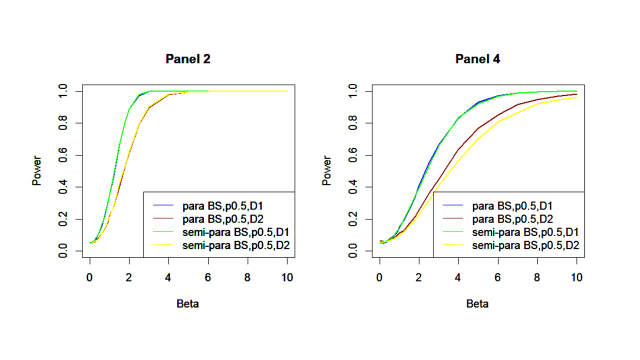 Panel 2
Power
0.0
0.2
0.4
0.6
0.8
1.0
para BS,p0.5,D1
para BS,p0.5,D2
semi-para BS,p0.5,D1
semi-para BS,p0.5,D2
0 2 4 6 8 10
Beta
Panel 4
Power
0.0
0.2
0.4
0.6
0.8
1.0
para BS,p0.5,D1
para BS,p0.5,D2
semi-para BS,p0.5,D1
semi-para BS,p0.5,D2
0 2 4 6 8 10
Beta